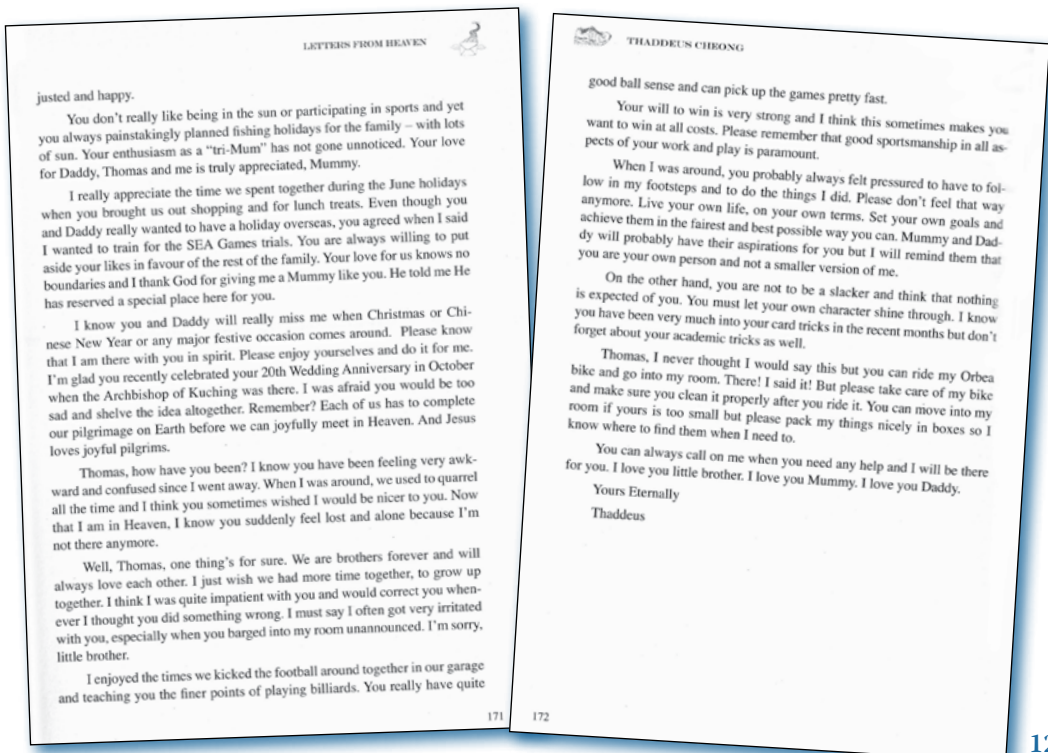 LETTERS FROM HEAVEN
justed and happy.
You don't really like being in the sun or participating in sports and yet
you always painstakingly planned fishing holidays for the family – with lots
of sun. Your enthusiasm as a “tri-Mum” has not gone unnoticed. Your love
for Daddy, Thomas and me is truly appreciated, Mummy.
I really appreciate the time we spent together during the June holidays
when you brought us out shopping and for lunch treats. Even though you
and Daddy really wanted to have a holiday overseas, you agreed when I said
I wanted to train for the SEA Games trials. You are always willing to put
aside your likes in favour of the rest of the family. Your love for us knows no
boundaries and I thank God for giving me a Mummy like you. He told me He
has reserved a special place here for you.
I know you and Daddy will really miss me when Christmas or Chi-
nese New Year or any major festive occasion comes around. Please know
that I am there with you in spirit. Please enjoy yourselves and do it for me.
I'm glad you recently celebrated your 20th Wedding Anniversary in October
when the Archbishop of Kuching was there. I was afraid you would be too
sad and shelve the idea altogether. Remember? Each of us has to complete
our pilgrimage on Earth before we can joyfully meet in Heaven. And Jesus
loves joyful pilgrims.
Thomas, how have you been? I know you have been feeling very awk-
ward and confused since I went away. When I was around, we used to quarrel
all the time and I think you sometimes wished I would be nicer to you. Now
that I am in Heaven, I know you suddenly feel lost and alone because I'm
not there anymore.
Well, Thomas, one thing's for sure. We are brothers forever and will
always love each other. I just wish we had more time together, to grow up
together. I think I was quite impatient with you and would correct you when-
ever I thought you did something wrong. I must say I often got very irritated
with you, especially when you barged into my room unannounced. I'm sorry,
little brother.
I enjoyed the times we kicked the football around together in our garage
and teaching you the finer points of playing billiards. You really have quite
171
THADDEUS CHEONG
good ball sense and can pick up the games pretty fast.
Your will to win is very strong and I think this sometimes makes you
want to win at all costs. Please remember that good sportsmanship in all as-
pects of your work and play is paramount.
When I was around, you probably always felt pressured to have to fol-
low in my footsteps and to do the things I did. Please don't feel that way
anymore. Live your own life, on your own terms. Set your own goals and
achieve them in the fairest and best possible way you can. Mummy and Dad-
dy will probably have their aspirations for you but I will remind them that
you are your own person and not a smaller version of me.
On the other hand, you are not to be a slacker and think that nothing
is expected of you. You must let your own character shine through. I know
you have been very much into your card tricks in the recent months but don't
forget about your academic tricks as well.
Thomas, I never thought I would say this but you can ride my Orbea
bike and go into my room. There! I said it! But please take care of my bike
and make sure you clean it properly after you ride it. You can move into my
room if yours is too small but please pack my things nicely in boxes so I
know where to find them when I need to.
You can always call on me when you need any help and I will be there
for you. I love you little brother. I love you Mummy. I love you Daddy.
Yours Eternally
Thaddeus
172